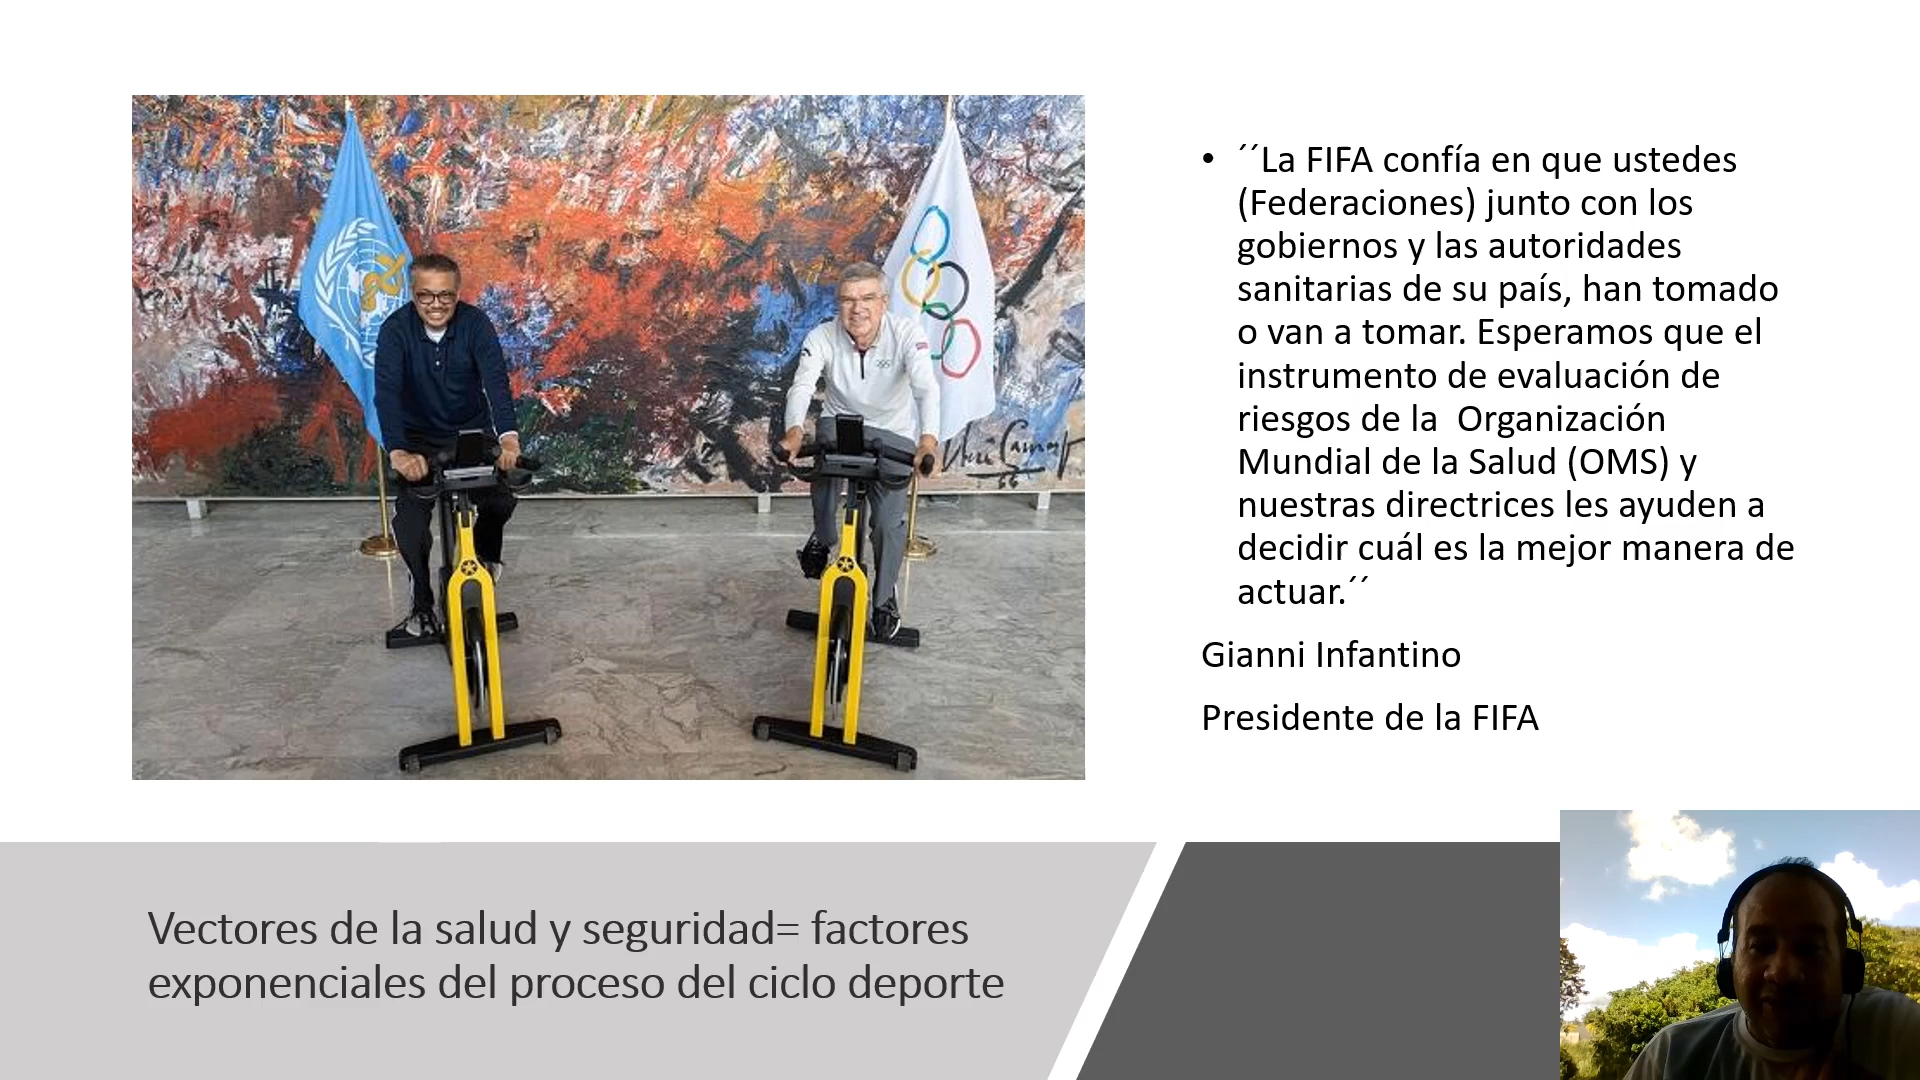 ´´La FIFA confía en que ustedes
(Federaciones) junto con los
gobiernos y las autoridades
sanitarias de su país, han tomado
o van a tomar. Esperamos que el
instrumento de evaluación de
riesgos de la  Organización
Mundial de la Salud (OMS) y
nuestras directrices les ayuden a
decidir cuál es la mejor manera de
actuar.´´
Gianni Infantino
Presidente de la FIFA
Vectores de la salud y seguridad= factores
exponenciales del proceso del ciclo deporte